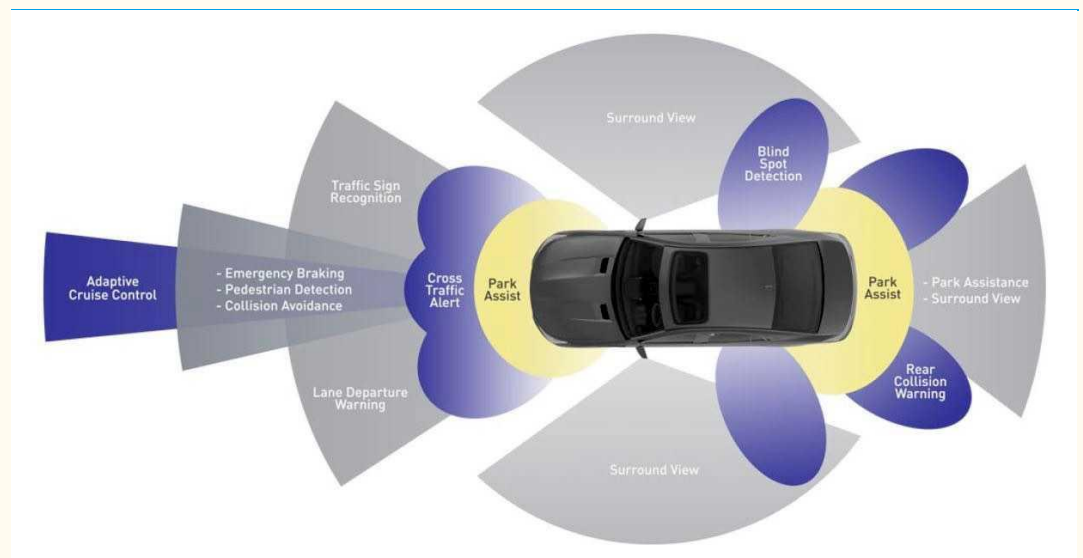 Surround View
Blind
Spot
Detection
Traffic Sign
Recognition
Adaptive
Cruise Control
- Emergency Braking
- Pedestrian Detection
- Collision Avoidance
Cross
Traffic
Alert
Park
Assist
Park
Assist
- Park Assistance
- Surround View
Lane Departure
Warning
Rear
Collision
Warning
Surround View